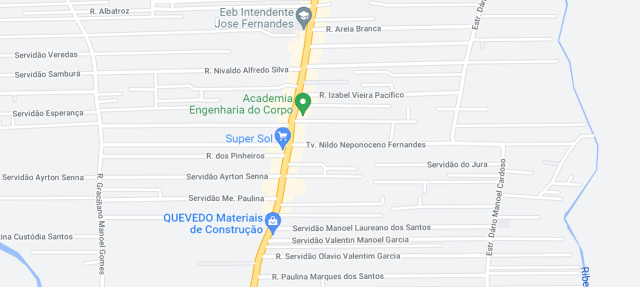 R. Albatroz
Eeb Intendente
Jose Fernandes
R. Areia Branca
Estr. Dário
Servidão Veredas
Servidão Samburá
R. Nivaldo Alfredo Silva
R. Izabel Vieira Pacifico
Academia
Engenharia do Corpo
Servidão Esperança
Super Sol
Tv. Nildo Neponoceno Fernandes
R. dos Pinheiros
Servidão do Jura
Servidão Ayrton Senna
Servidão Ayrton Senna
R Graciliano Manoel Gomes
Estr. Dário Manoel Cardoso
Servidão Me. Paulina
QUEVEDO Materiais
de Construção
Servidão Manoel Laureano dos Santos
tina Custódia Santos
Servidão Valentin Manoel Garcia
R. Servidão Olavio Valentim Garcia
R. Paulina Marques dos Santos
Ribe